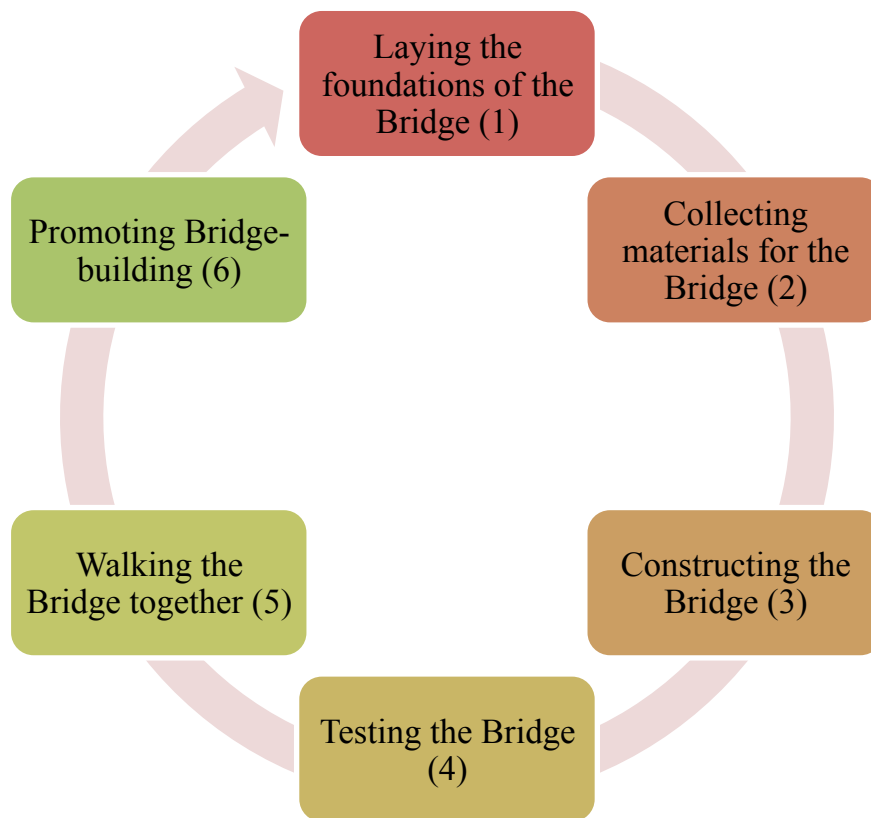 Laying the
foundations of the
Bridge (1)
Collecting
materials for the
Bridge (2)
Constructing the
Bridge (3)
Testing the Bridge
(4)
Walking the
Bridge together (5)
Promoting Bridge-
building (6)